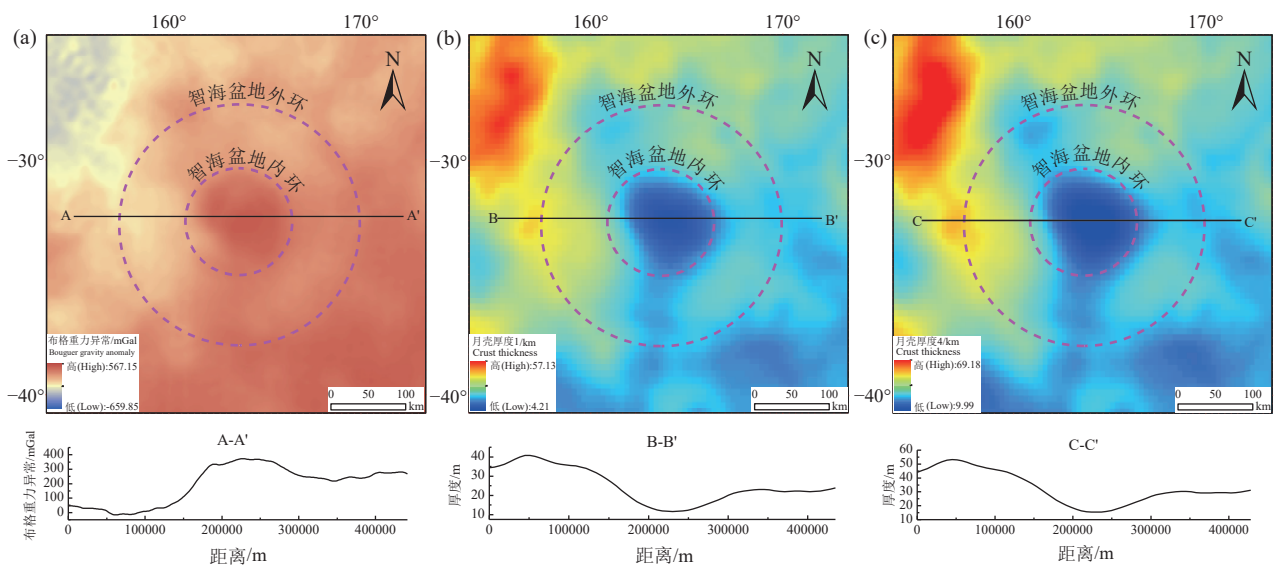 160°
170°
(a)
N
智海盆地外环
智海盆地内环
−30°
A
A'
布格重力异常/mGal
Bouguer gravity anomaly
高(High):567.15
低(Low):-659.85
−40°
0 50 100
km
160°
170°
(b)
N
智海盆地外环
智海盆地内环
−30°
B
B'
月壳厚度1/km
Crust thickness
高(High):57.13
低(Low):4.21
−40°
0 50 100
km
160°
170°
(c)
N
智海盆地外环
智海盆地内环
−30°
C
C'
月壳厚度4/km
Crust thickness
高(High):69.18
低(Low):9.99
−40°
0 50 100
km
A-A'
布格重力异常/mGal
400
300
200
100
0
0 100000 200000 300000 400000
距离/m
B-B'
厚度/m
40
30
20
10
0 100000 200000 300000 400000
距离/m
C-C'
厚度/m
60
50
40
30
20
10
0 100000 200000 300000 400000
距离/m